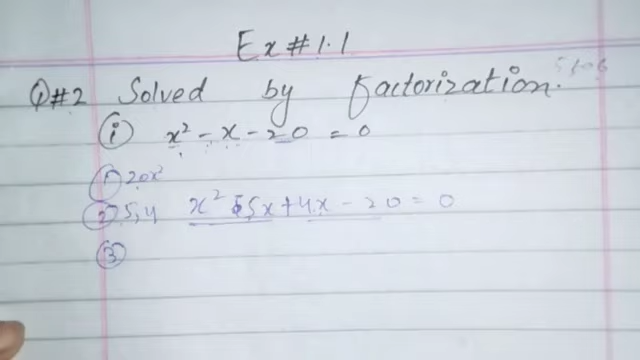 Ex # 1.1
Q#2 Solved by Factorization.
(i) x² - x - 20 = 0
(1) 20x²
(2) 5,4 x² - 5x + 4x - 20 = 0
(3)